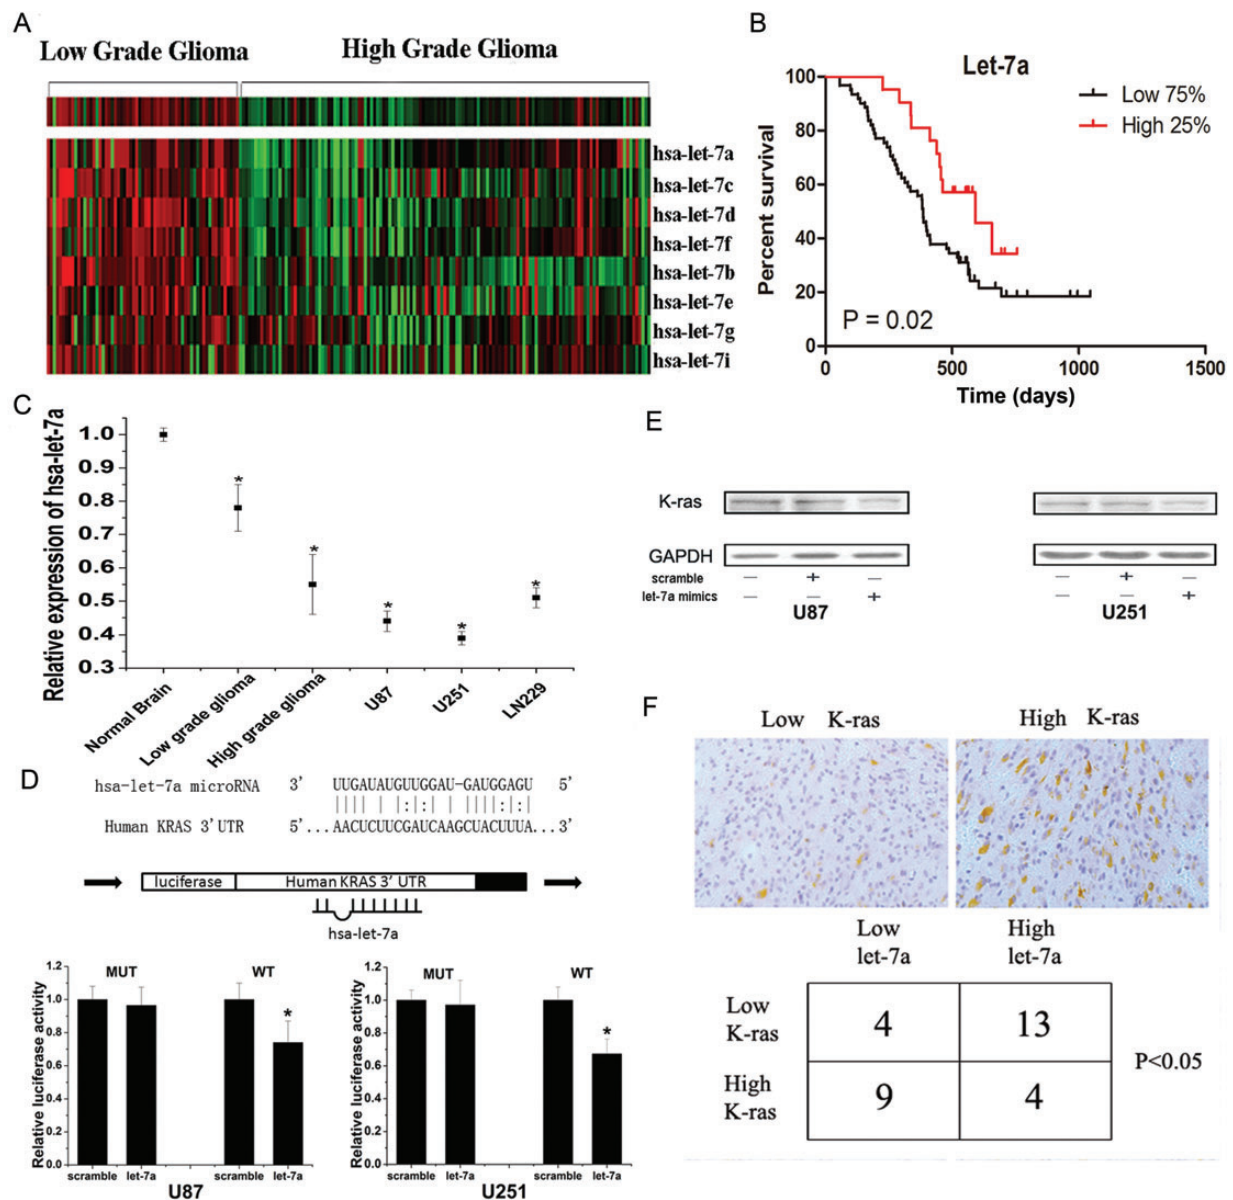 A
Low Grade Glioma
High Grade Glioma
hsa-let-7a
hsa-let-7c
hsa-let-7d
hsa-let-7f
hsa-let-7b
hsa-let-7e
hsa-let-7g
hsa-let-7i
B
Let-7a
Low 75%
High 25%
Percent survival
100
80
60
40
20
0
P = 0.02
0 500 1000 1500
Time (days)
C
Relative expression of hsa-let-7a
1.0
0.9
0.8
0.7
0.6
0.5
0.4
0.3
* * * * *
Normal Brain
Low grade glioma
High grade glioma
U87
U251
LN229
D
hsa-let-7a microRNA 3' UUGAUAUGUUGGAU-GAUGGAGU 5'
|||| | |:|:| | ||||:|:|
Human KRAS 3'UTR 5'...AACUCUUCGAUCAAGCUACUUUA...3'
luciferase Human KRAS 3' UTR
hsa-let-7a
Relative luciferase activity
1.2
1.0
0.8
0.6
0.4
0.2
0.0
MUT WT
*
scramble let-7a scramble let-7a
U87
Relative luciferase activity
1.2
1.0
0.8
0.6
0.4
0.2
0.0
MUT WT
*
scramble let-7a scramble let-7a
U251
E
K-ras
GAPDH
scramble — + — — + —
let-7a mimics — — + — — +
U87 U251
F
Low K-ras High K-ras
Low let-7a
High let-7a
Low K-ras 4 13
High K-ras 9 4
P<0.05